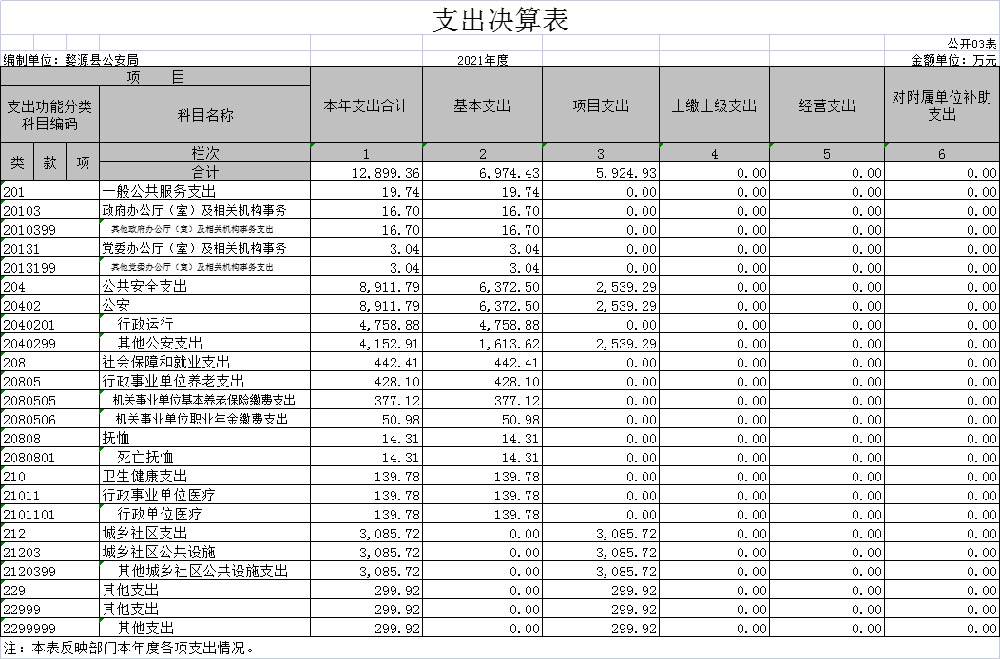 支出决算表
公开03表
编制单位：婺源县公安局 2021年度 金额单位：万元
项 目 本年支出合计 基本支出 项目支出 上缴上级支出 经营支出 对附属单位补助支出
支出功能分类科目编码 科目名称
类 款 项 栏次 1 2 3 4 5 6
合计 12,899.36 6,974.43 5,924.93 0.00 0.00 0.00
201 一般公共服务支出 19.74 19.74 0.00 0.00 0.00 0.00
20103 政府办公厅（室）及相关机构事务 16.70 16.70 0.00 0.00 0.00 0.00
2010399 其他政府办公厅（室）及相关机构事务支出 16.70 16.70 0.00 0.00 0.00 0.00
20131 党委办公厅（室）及相关机构事务 3.04 3.04 0.00 0.00 0.00 0.00
2013199 其他党委办公厅（室）及相关机构事务支出 3.04 3.04 0.00 0.00 0.00 0.00
204 公共安全支出 8,911.79 6,372.50 2,539.29 0.00 0.00 0.00
20402 公安 8,911.79 6,372.50 2,539.29 0.00 0.00 0.00
2040201 行政运行 4,758.88 4,758.88 0.00 0.00 0.00 0.00
2040299 其他公安支出 4,152.91 1,613.62 2,539.29 0.00 0.00 0.00
208 社会保障和就业支出 442.41 442.41 0.00 0.00 0.00 0.00
20805 行政事业单位养老支出 428.10 428.10 0.00 0.00 0.00 0.00
2080505 机关事业单位基本养老保险缴费支出 377.12 377.12 0.00 0.00 0.00 0.00
2080506 机关事业单位职业年金缴费支出 50.98 50.98 0.00 0.00 0.00 0.00
20808 抚恤 14.31 14.31 0.00 0.00 0.00 0.00
2080801 死亡抚恤 14.31 14.31 0.00 0.00 0.00 0.00
210 卫生健康支出 139.78 139.78 0.00 0.00 0.00 0.00
21011 行政事业单位医疗 139.78 139.78 0.00 0.00 0.00 0.00
2101101 行政单位医疗 139.78 139.78 0.00 0.00 0.00 0.00
212 城乡社区支出 3,085.72 0.00 3,085.72 0.00 0.00 0.00
21203 城乡社区公共设施 3,085.72 0.00 3,085.72 0.00 0.00 0.00
2120399 其他城乡社区公共设施支出 3,085.72 0.00 3,085.72 0.00 0.00 0.00
229 其他支出 299.92 0.00 299.92 0.00 0.00 0.00
22999 其他支出 299.92 0.00 299.92 0.00 0.00 0.00
2299999 其他支出 299.92 0.00 299.92 0.00 0.00 0.00
注：本表反映部门本年度各项支出情况。